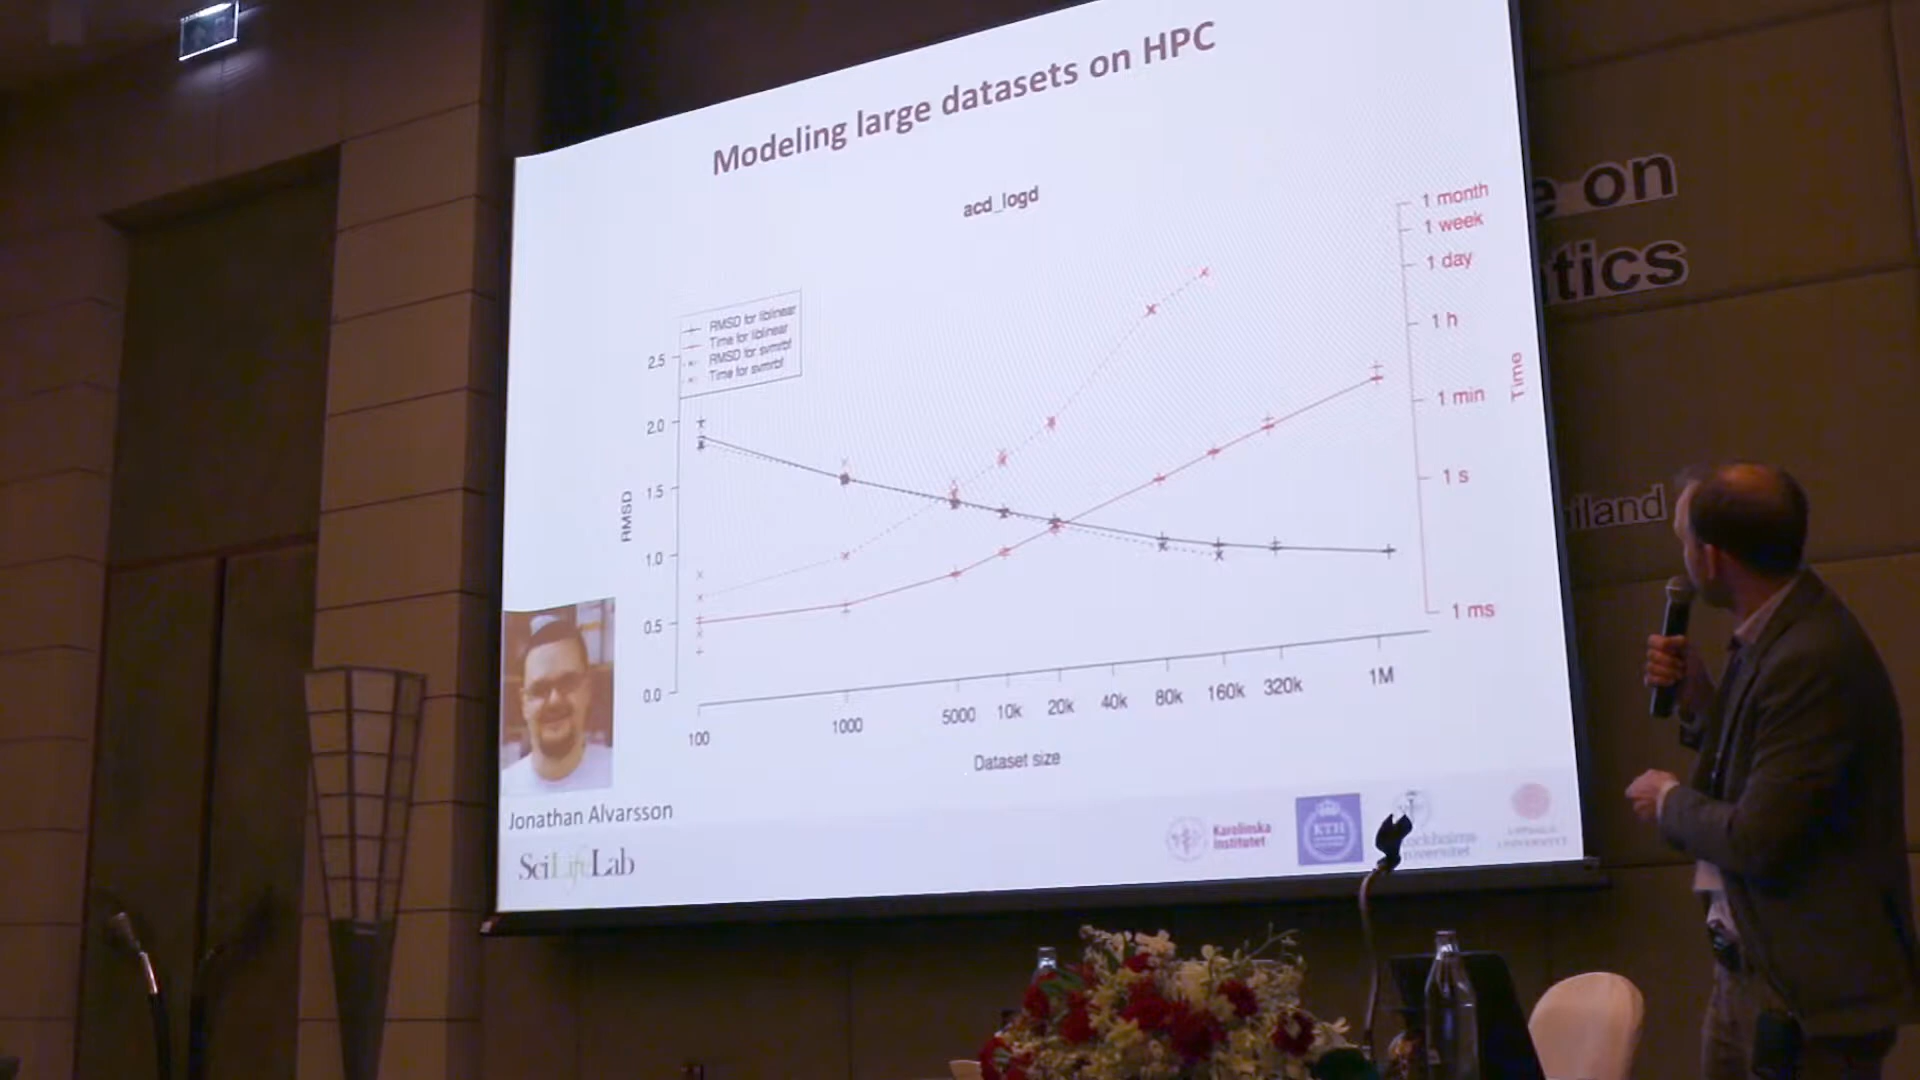 Modeling large datasets on HPC
acd_logd
RMSD for liblinear
Time for liblinear
RMSD for svmrbf
Time for svmrbf
2.5
2.0
1.5
1.0
0.5
0.0
RMSD
1 month
1 week
1 day
1 h
1 min
1 s
1 ms
Time
100
1000
5000
10k
20k
40k
80k
160k
320k
1M
Dataset size
Jonathan Alvarsson
SciLifeLab
Karolinska
Institutet
KTH
UNIVERSITET
e on
tics
iland